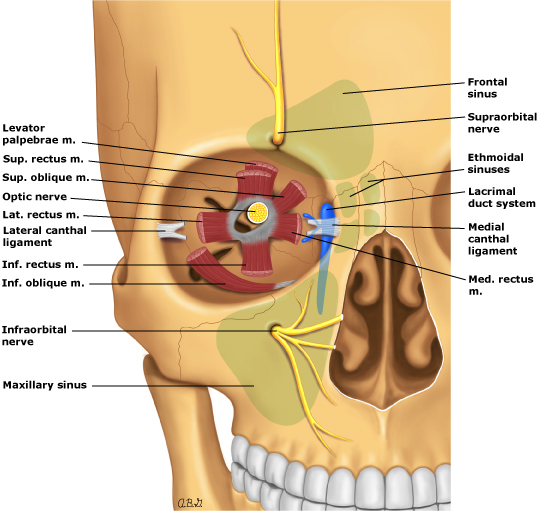 Levator
palpebrae m.
Sup. rectus m.
Sup. oblique m.
Optic nerve
Lat. rectus m.
Lateral canthal
ligament
Inf. rectus m.
Inf. oblique m.
Infraorbital
nerve
Maxillary sinus
Frontal
sinus
Supraorbital
nerve
Ethmoidal
sinuses
Lacrimal
duct system
Medial
canthal
ligament
Med. rectus
m.